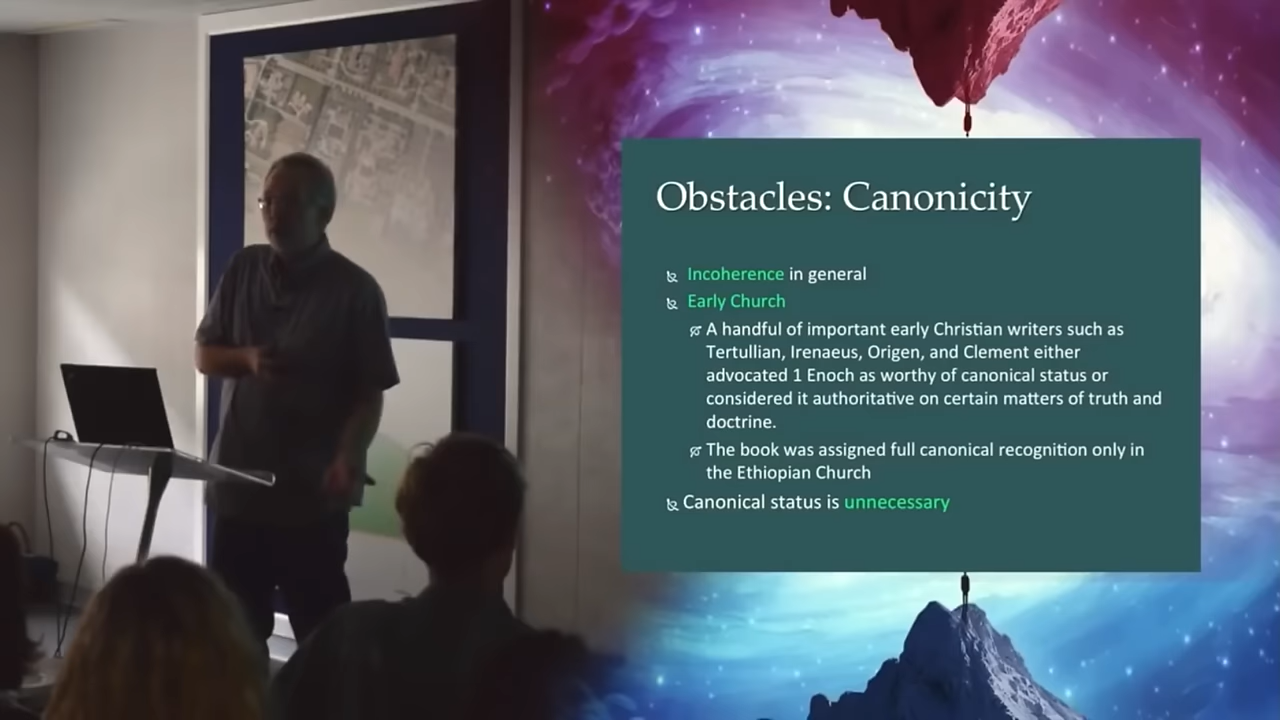 Obstacles: Canonicity
Incoherence in general
Early Church
A handful of important early Christian writers such as
Tertullian, Irenaeus, Origen, and Clement either
advocated 1 Enoch as worthy of canonical status or
considered it authoritative on certain matters of truth and
doctrine.
The book was assigned full canonical recognition only in
the Ethiopian Church
Canonical status is unnecessary